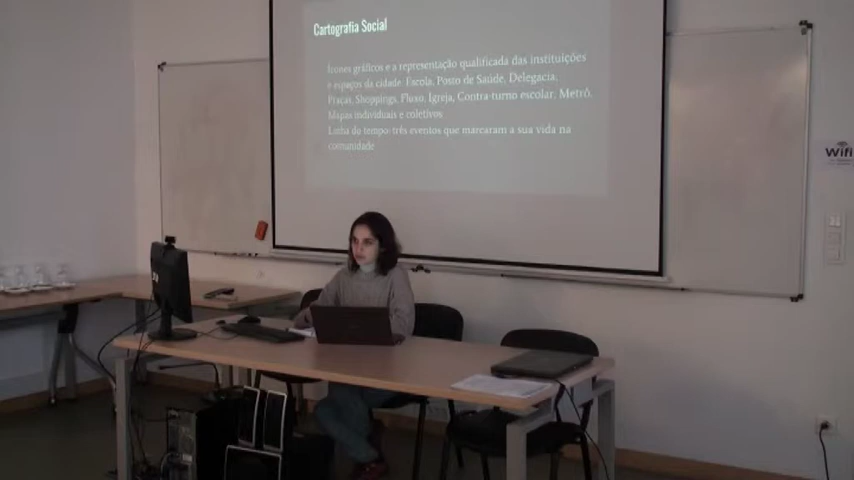 Cartografia Social
Ícones gráficos e a representação qualificada das instituições
e espaços da cidade: Escola, Posto de Saúde, Delegacia,
Praças, Shoppings, Fluxo, Igreja, Contra-turno escolar, Metrô.
Mapas individuais e coletivos
Linha do tempo: três eventos que marcaram a sua vida na
comunidade
Wifi